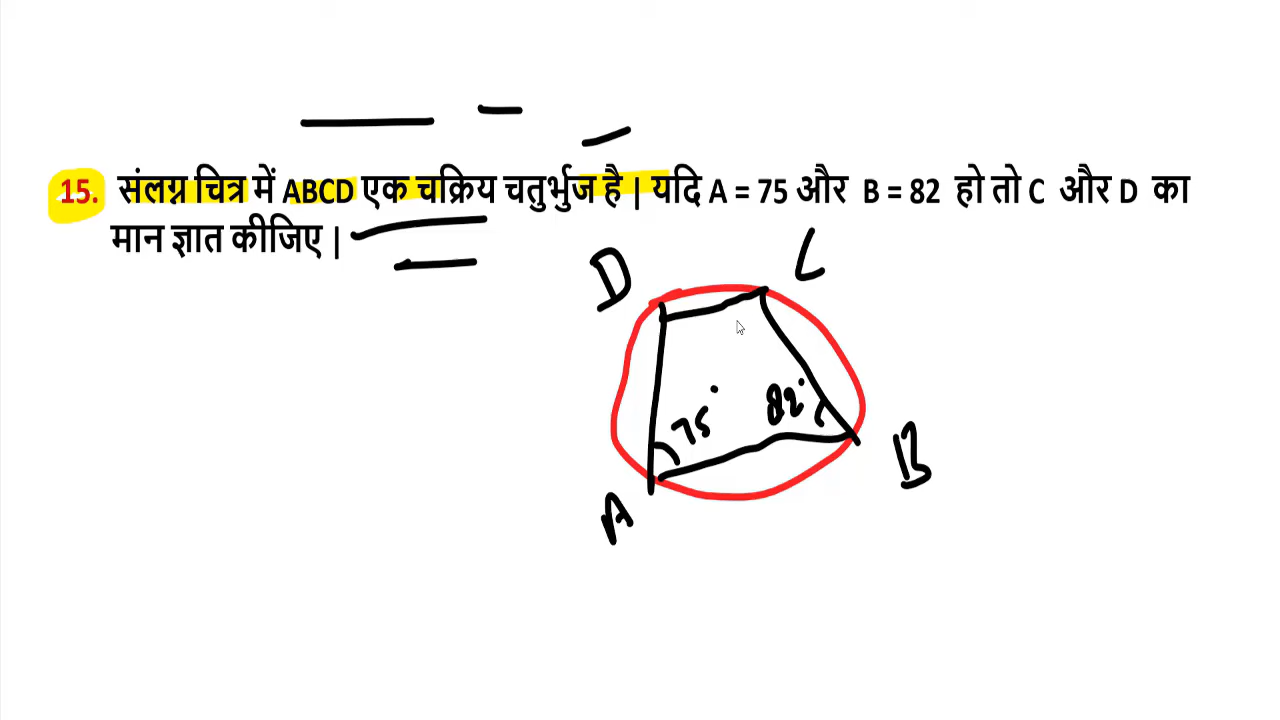 15. संलग्न चित्र में ABCD एक चक्रिय चतुर्भुज है | यदि A = 75 और B = 82 हो तो C और D का
मान ज्ञात कीजिए |
D C
75° 82°
A B